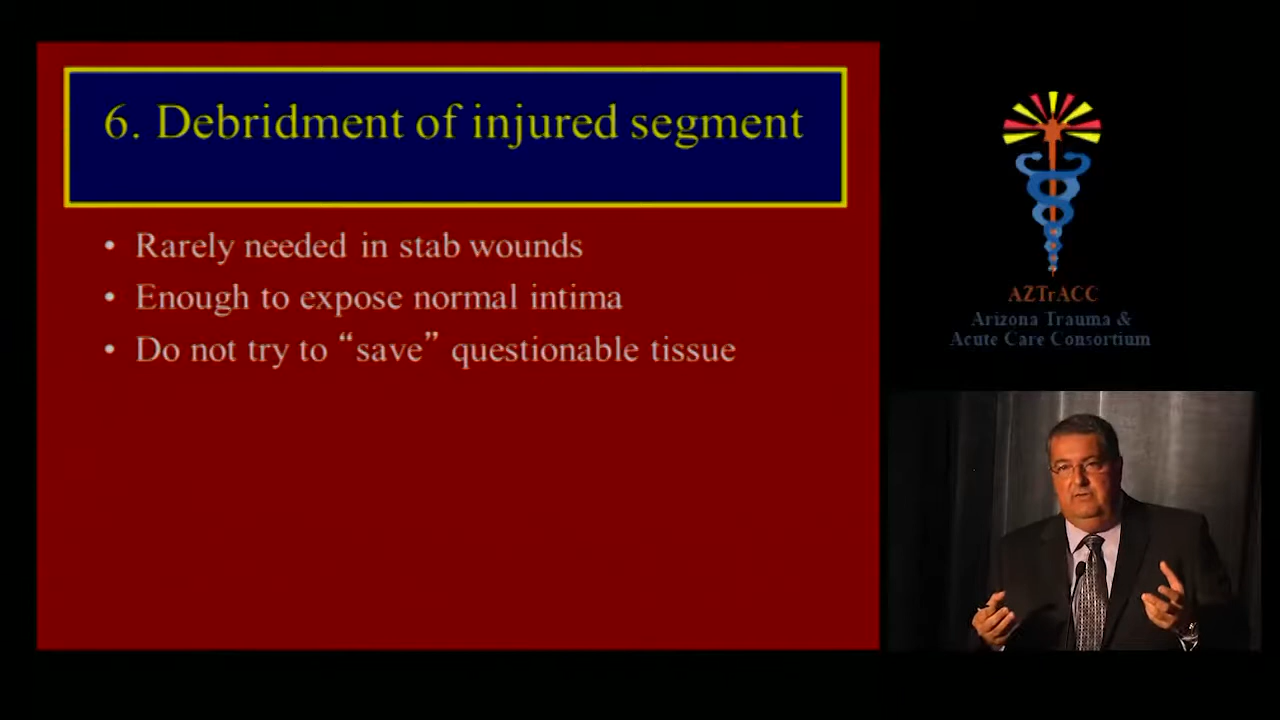 6. Debridment of injured segment
• Rarely needed in stab wounds
• Enough to expose normal intima
• Do not try to “save” questionable tissue
AZTrACC
Arizona Trauma &
Acute Care Consortium